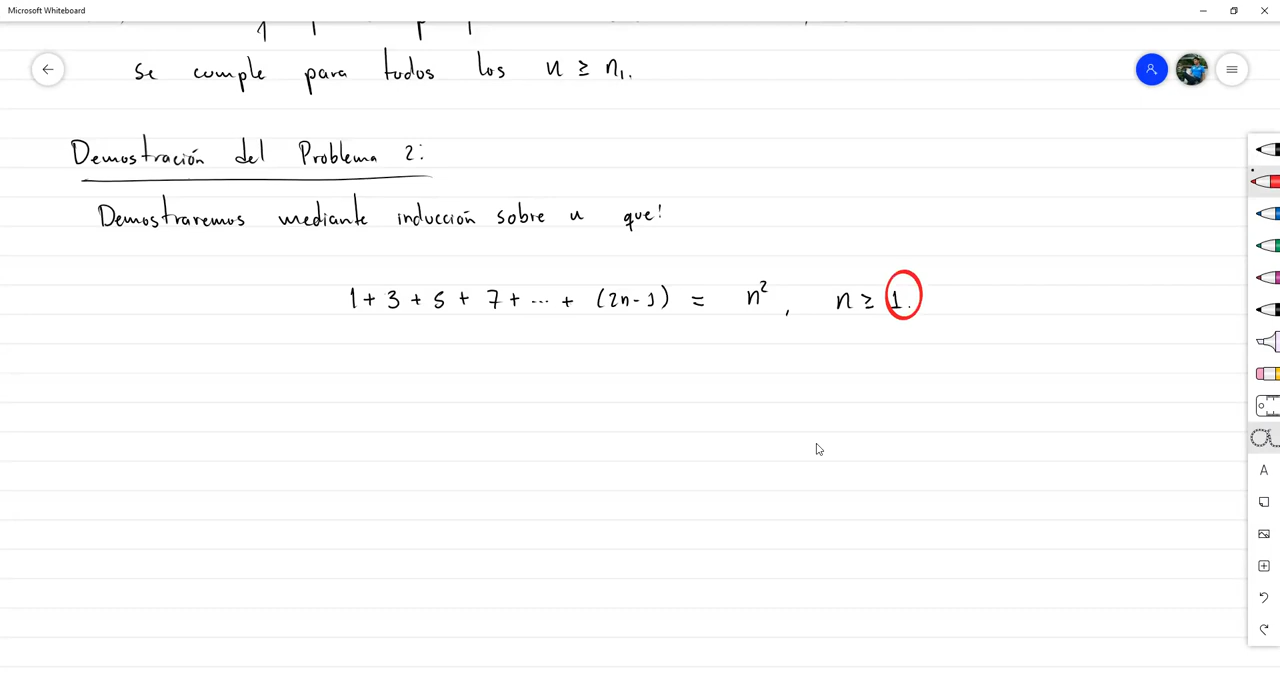 Microsoft Whiteboard
se cumple para todos los n ≥ n₁.
Demostración del Problema 2:
Demostraremos mediante inducción sobre n que:
1 + 3 + 5 + 7 + ... + (2n - 1) = n², n ≥ 1.
A